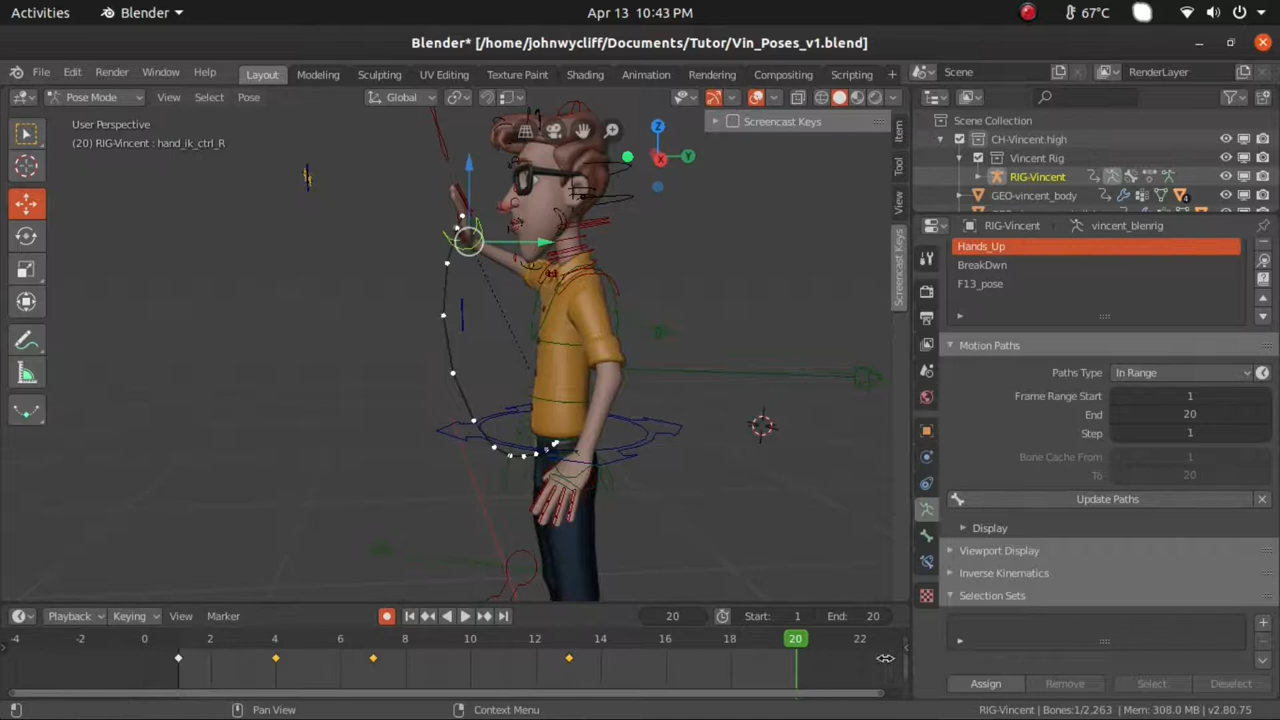 Activities Blender Apr 13 10:43 PM 67°C
Blender* [/home/johnwycliff/Documents/Tutor/Vin_Poses_v1.blend]
File Edit Render Window Help Layout Modeling Sculpting UV Editing Texture Paint Shading Animation Rendering Compositing Scripting + Scene RenderLayer
Pose Mode View Select Pose Global
User Perspective
(20) RIG-Vincent : hand_ik_ctrl_R
Screencast Keys
Z
Y
X
Item
Tool
View
Screencast Keys
Scene Collection
CH-Vincent.high
Vincent Rig
RIG-Vincent
GEO-vincent_body
4
RIG-Vincent vincent_blenrig
Hands_Up
BreakDwn
F13_pose
Motion Paths
Paths Type In Range
Frame Range Start 1
End 20
Step 1
Bone Cache From 1
To 20
Update Paths
Display
Viewport Display
Inverse Kinematics
Selection Sets
Assign Remove Select Deselect
Playback Keying View Marker 20 Start: 1 End: 20
-4 -2 0 2 4 6 8 10 12 14 16 18 20 22
Pan View Context Menu RIG-Vincent | Bones:1/2,263 | Mem: 308.0 MB | v2.80.75